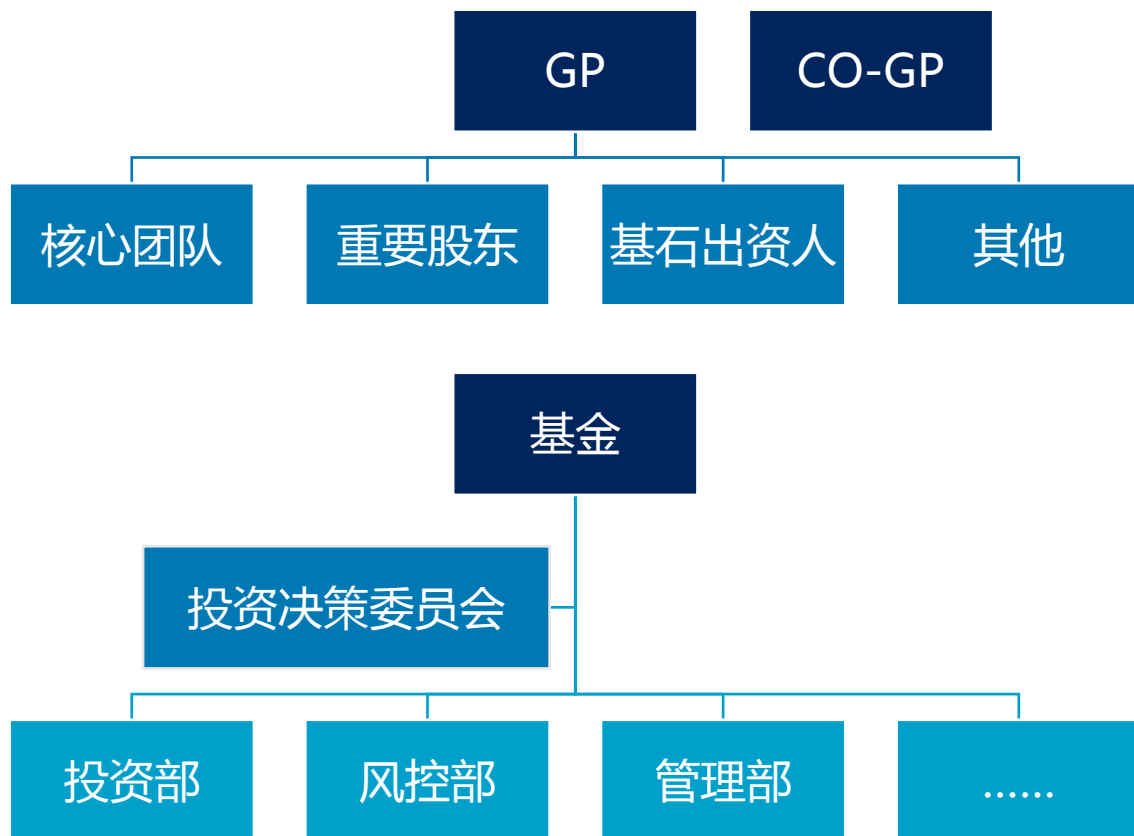 GP
CO-GP
核心团队
重要股东
基石出资人
其他
基金
投资决策委员会
投资部
风控部
管理部
……